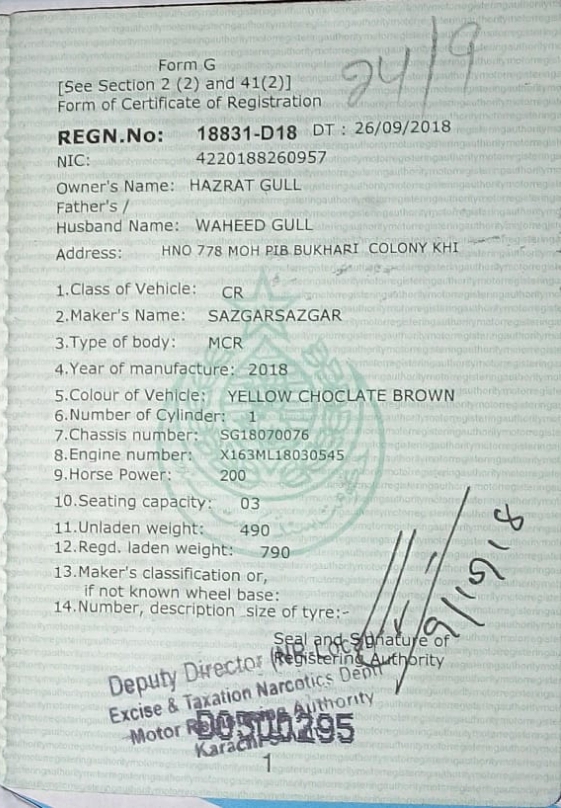 24/9
Form G
[See Section 2 (2) and 41(2)]
Form of Certificate of Registration
REGN.No: 18831-D18 DT : 26/09/2018
NIC: 4220188260957
Owner's Name: HAZRAT GULL
Father's /
Husband Name: WAHEED GULL
Address: HNO 778 MOH PIB BUKHARI COLONY KHI
1.Class of Vehicle: CR
2.Maker's Name: SAZGARSAZGAR
3.Type of body: MCR
4.Year of manufacture: 2018
5.Colour of Vehicle: YELLOW CHOCLATE BROWN
6.Number of Cylinder: 1
7.Chassis number: SG18070076
8.Engine number: X163ML18030545
9.Horse Power: 200
10.Seating capacity: 03
11.Unladen weight: 490
12.Regd. laden weight: 790
13.Maker's classification or,
if not known wheel base:
14.Number, description size of tyre:-
Seal and Signature of
Registering Authority
Deputy Director
Excise & Taxation Narcotics Deptt
Motor Authority
Karachi
1